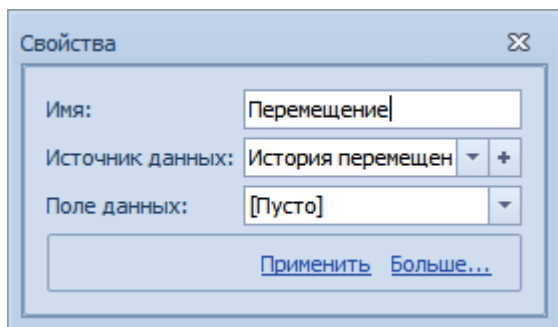 Свойства
Имя: Перемещение
Источник данных: История перемещен
Поле данных: [Пусто]
Применить Больше...